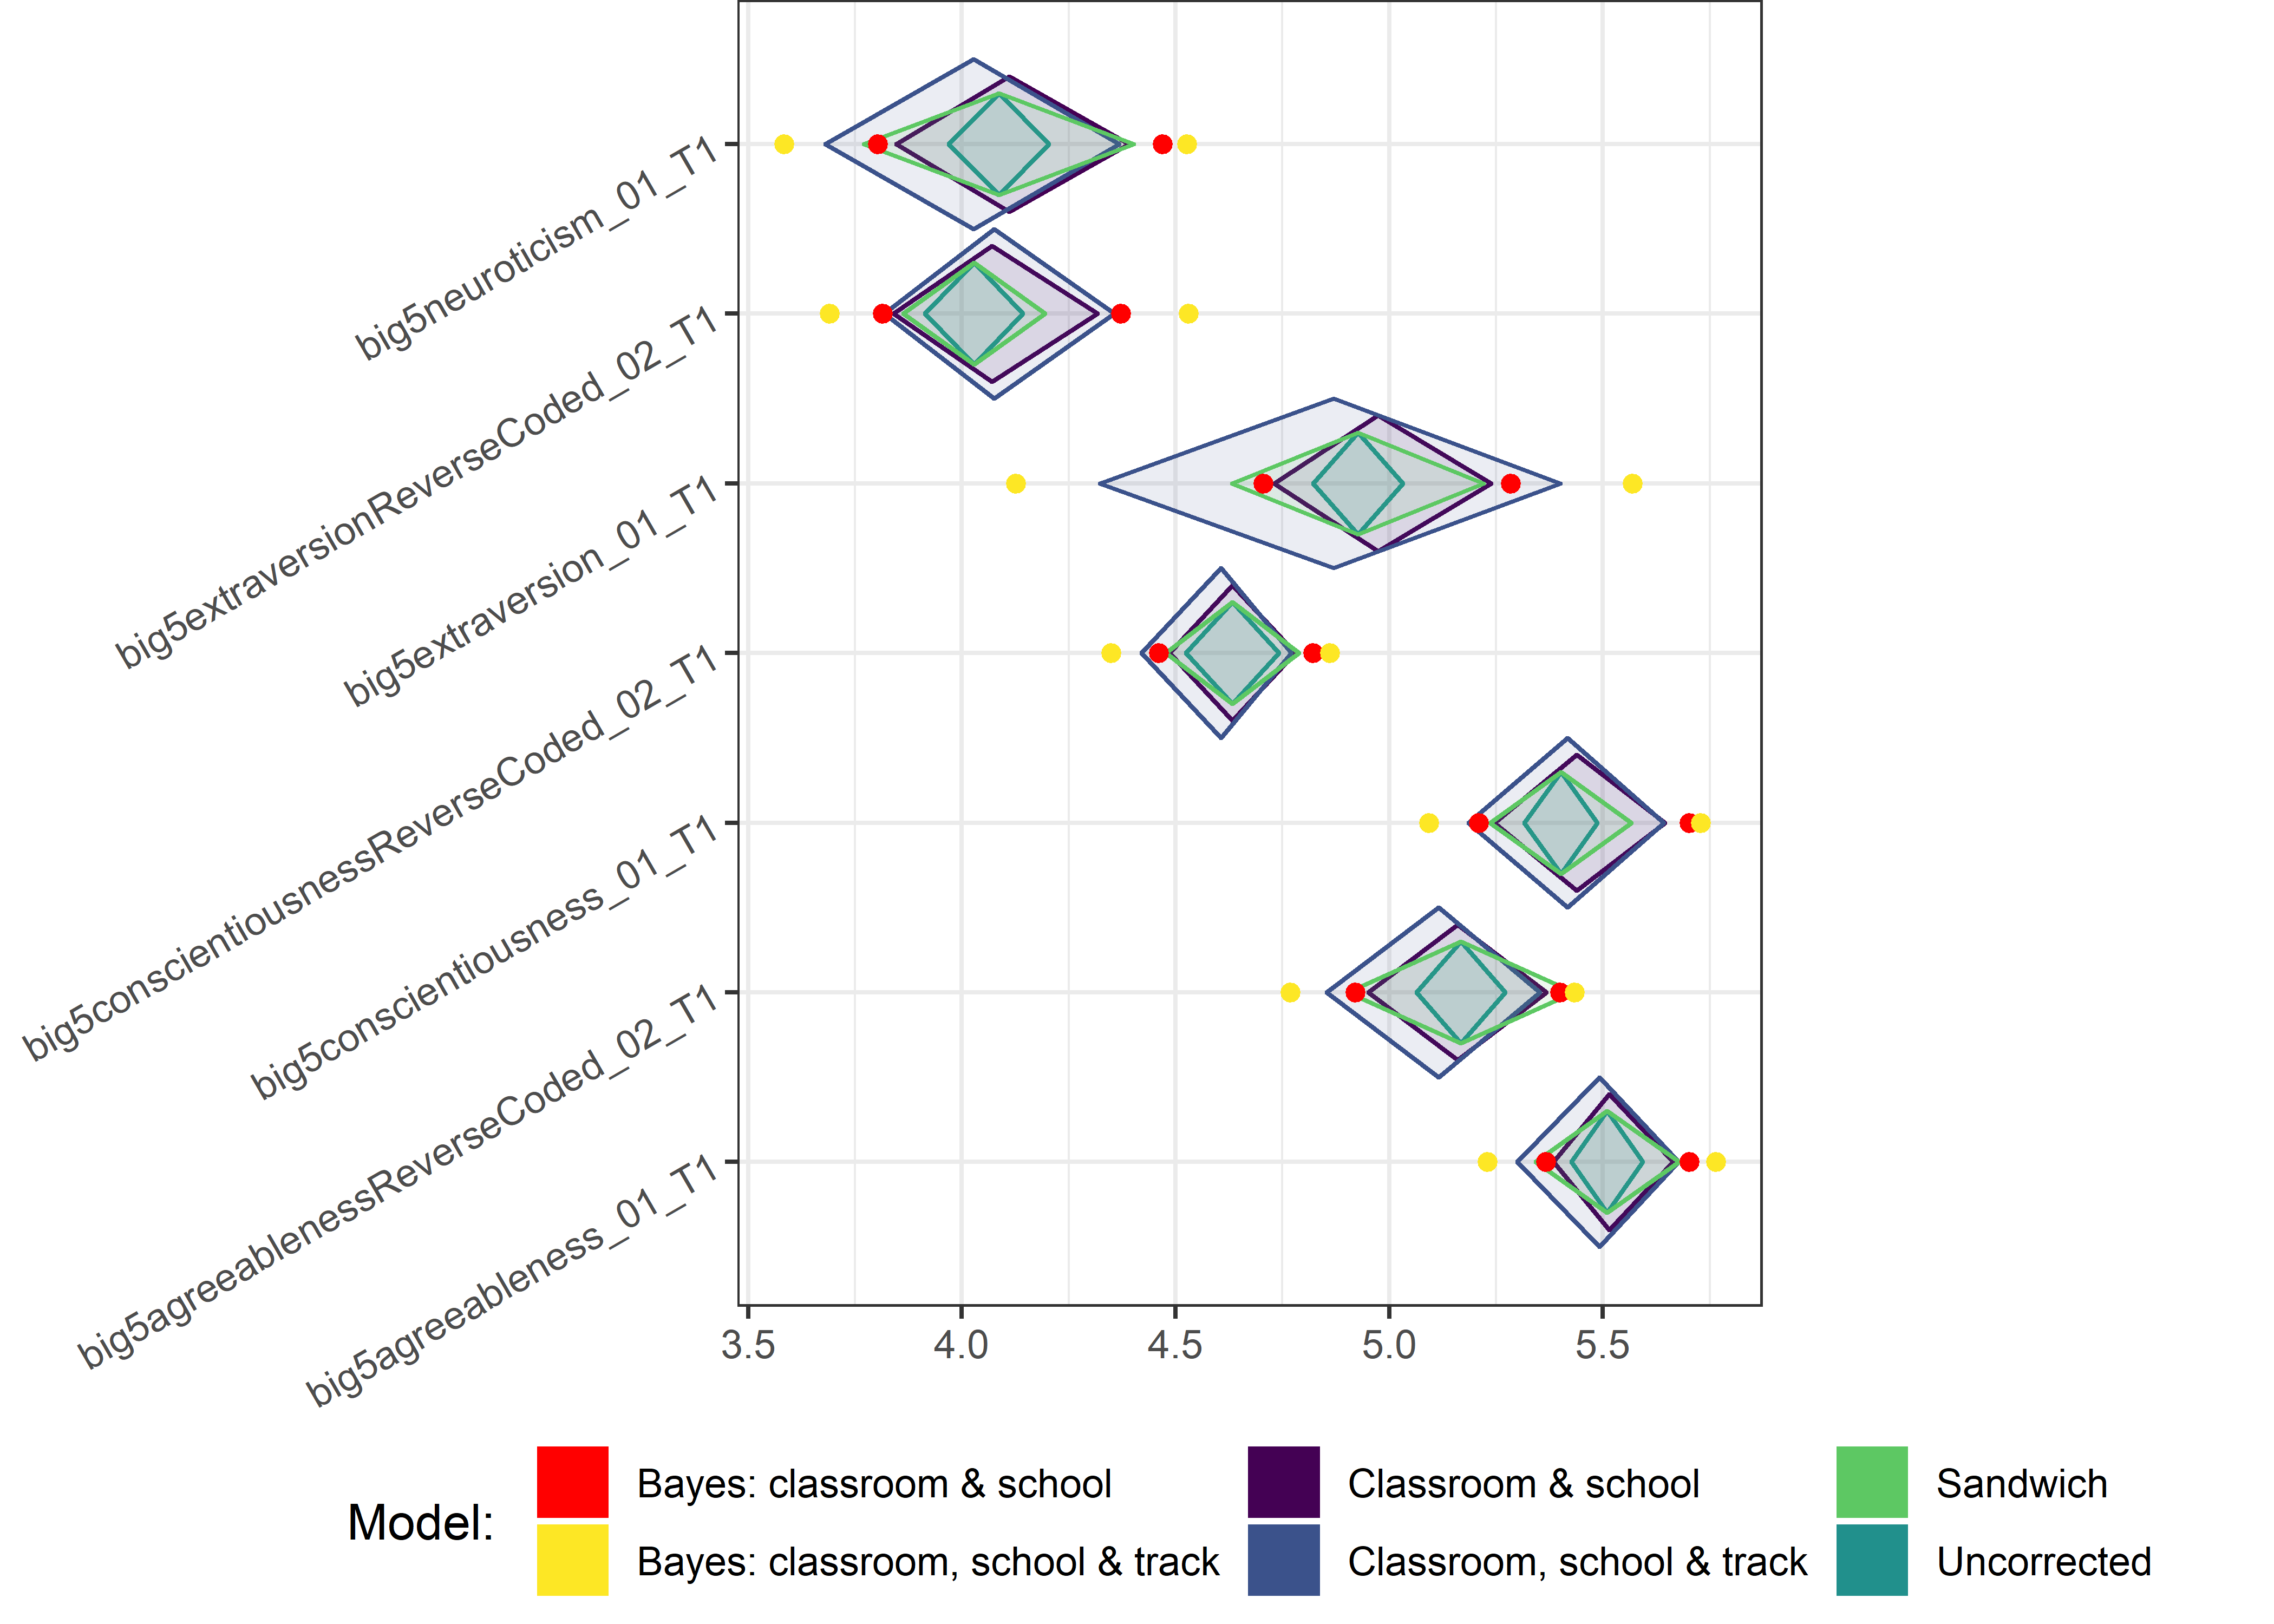 big5neuroticism_01_T1
big5extraversionReverseCoded_02_T1
big5extraversion_01_T1
big5conscientiousnessReverseCoded_02_T1
big5conscientiousness_01_T1
big5agreeablenessReverseCoded_02_T1
big5agreeableness_01_T1
3.5 4.0 4.5 5.0 5.5
Model:
Bayes: classroom & school
Bayes: classroom, school & track
Classroom & school
Classroom, school & track
Sandwich
Uncorrected